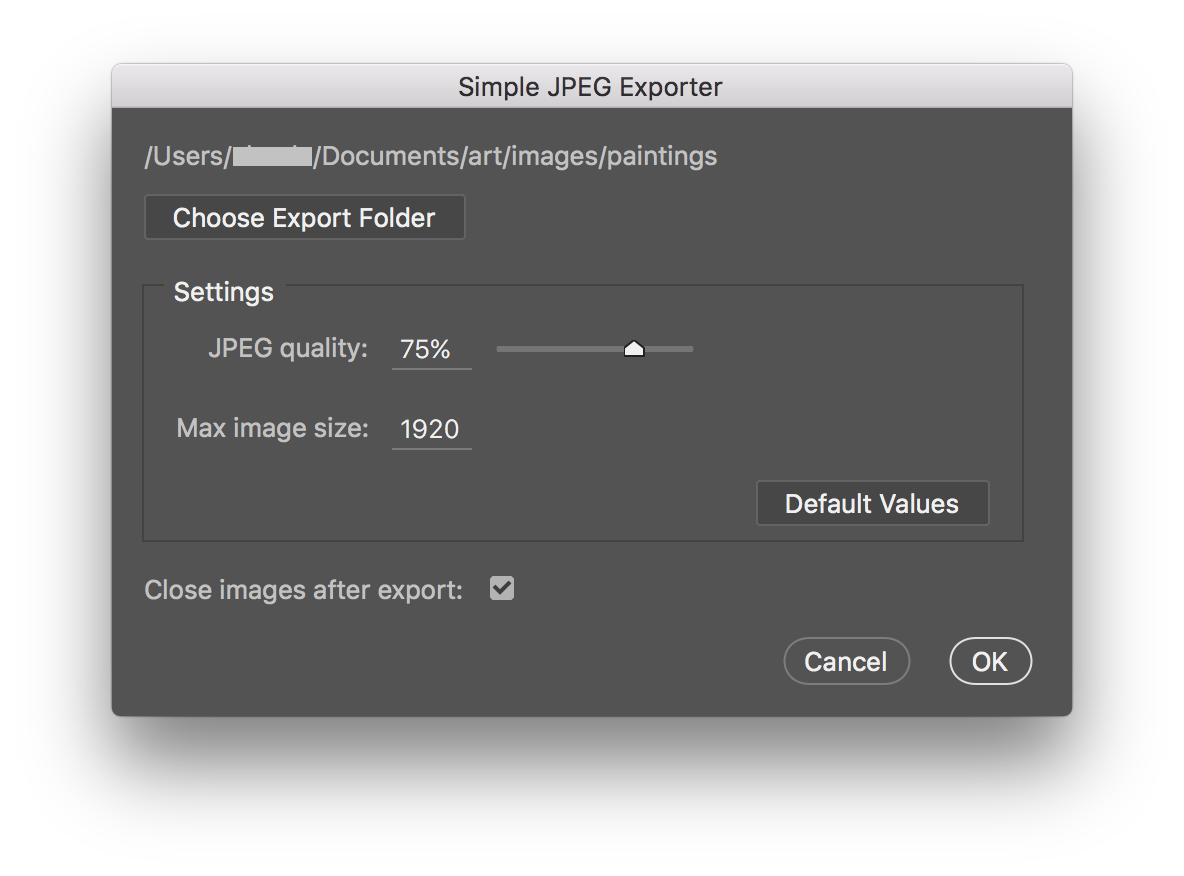 Simple JPEG Exporter
/Users/ /Documents/art/images/paintings
Choose Export Folder
Settings
JPEG quality: 75%
Max image size: 1920
Default Values
Close images after export:
Cancel OK